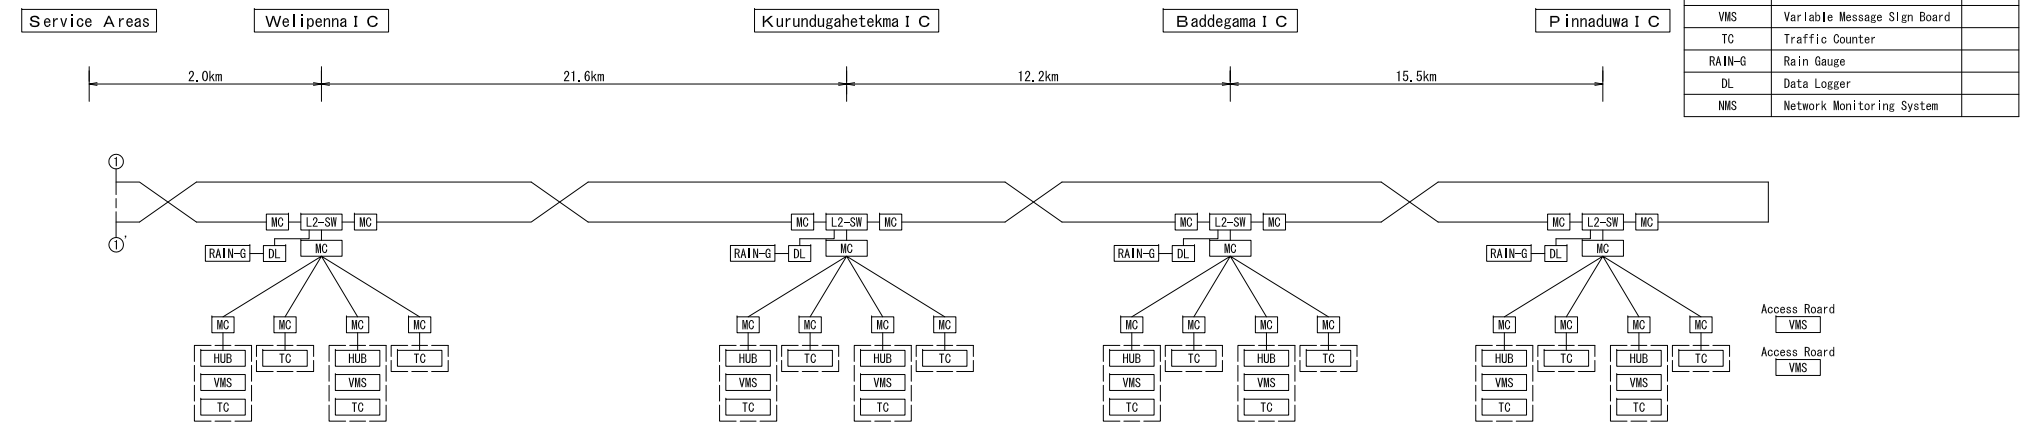 Service Areas
Welipenna IC
Kurundugahetekma IC
Baddegama IC
Pinnaduwa IC
VMS Variable Message Sign Board
TC Traffic Counter
RAIN-G Rain Gauge
DL Data Logger
NMS Network Monitoring System
2.0km 21.6km 12.2km 15.5km
1
MC L2-SW MC MC L2-SW MC MC L2-SW MC MC L2-SW MC
1'
RAIN-G DL MC RAIN-G DL MC RAIN-G DL MC RAIN-G DL MC
Access Roard
MC MC MC MC MC MC MC MC MC MC MC MC MC MC MC MC VMS
Access Roard
HUB TC HUB TC HUB TC HUB TC HUB TC HUB TC HUB TC HUB TC
VMS
VMS VMS VMS VMS VMS VMS VMS VMS
TC TC TC TC TC TC TC TC